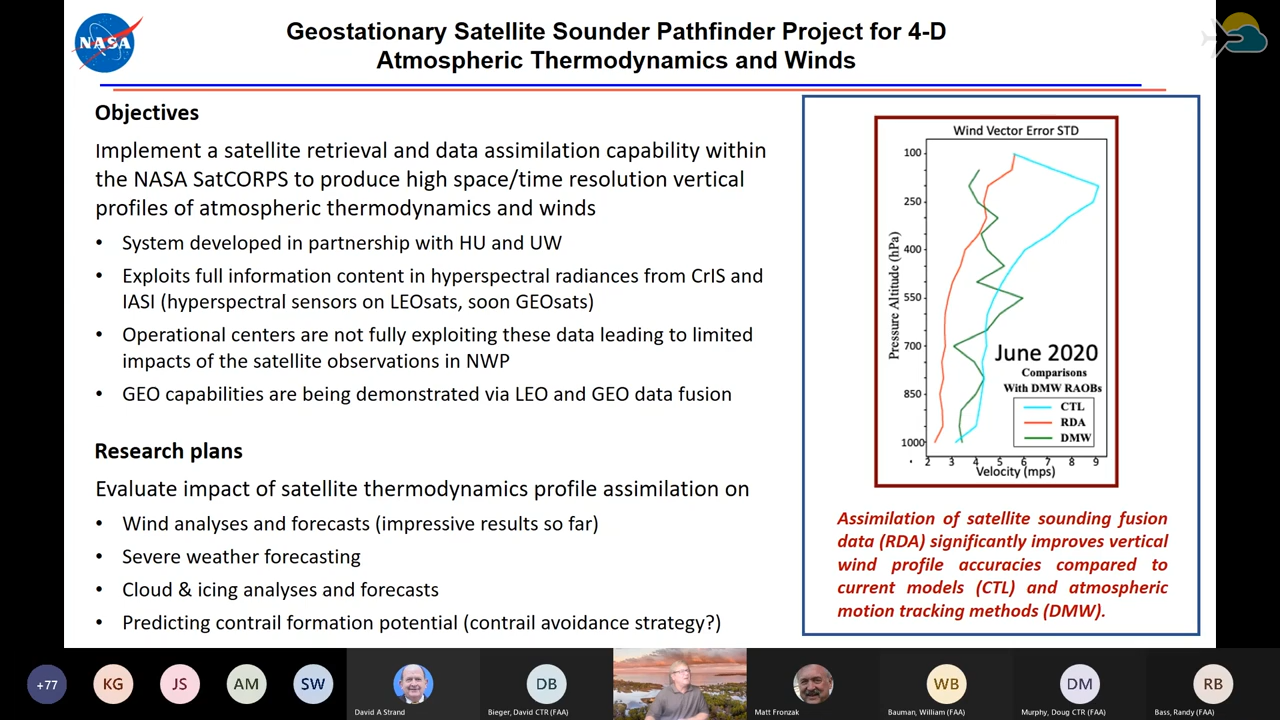 NASA
Geostationary Satellite Sounder Pathfinder Project for 4-D
Atmospheric Thermodynamics and Winds
Objectives
Implement a satellite retrieval and data assimilation capability within
the NASA SatCORPS to produce high space/time resolution vertical
profiles of atmospheric thermodynamics and winds
• System developed in partnership with HU and UW
• Exploits full information content in hyperspectral radiances from CrIS and
IASI (hyperspectral sensors on LEOsats, soon GEOsats)
• Operational centers are not fully exploiting these data leading to limited
impacts of the satellite observations in NWP
• GEO capabilities are being demonstrated via LEO and GEO data fusion
Research plans
Evaluate impact of satellite thermodynamics profile assimilation on
• Wind analyses and forecasts (impressive results so far)
• Severe weather forecasting
• Cloud & icing analyses and forecasts
• Predicting contrail formation potential (contrail avoidance strategy?)
Wind Vector Error STD
100
250
400
550
700
850
1000
Pressure Altitude (hPa)
June 2020
Comparisons
With DMW RAOBs
CTL
RDA
DMW
2 3 4 5 6 7 8 9
Velocity (mps)
Assimilation of satellite sounding fusion
data (RDA) significantly improves vertical
wind profile accuracies compared to
current models (CTL) and atmospheric
motion tracking methods (DMW).
+77
KG
JS
AM
SW
David A Strand
DB
Bieger, David CTR (FAA)
Matt Fronzak
WB
Bauman, William (FAA)
DM
Murphy, Doug CTR (FAA)
RB
Bass, Randy (FAA)